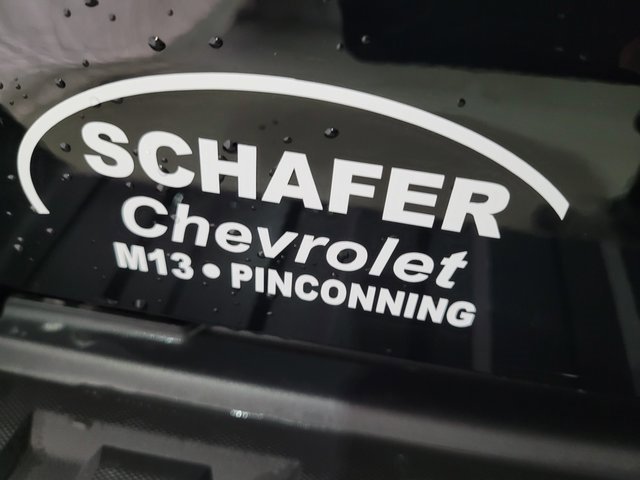 SCHAFER
Chevrolet
M13 • PINCONNING